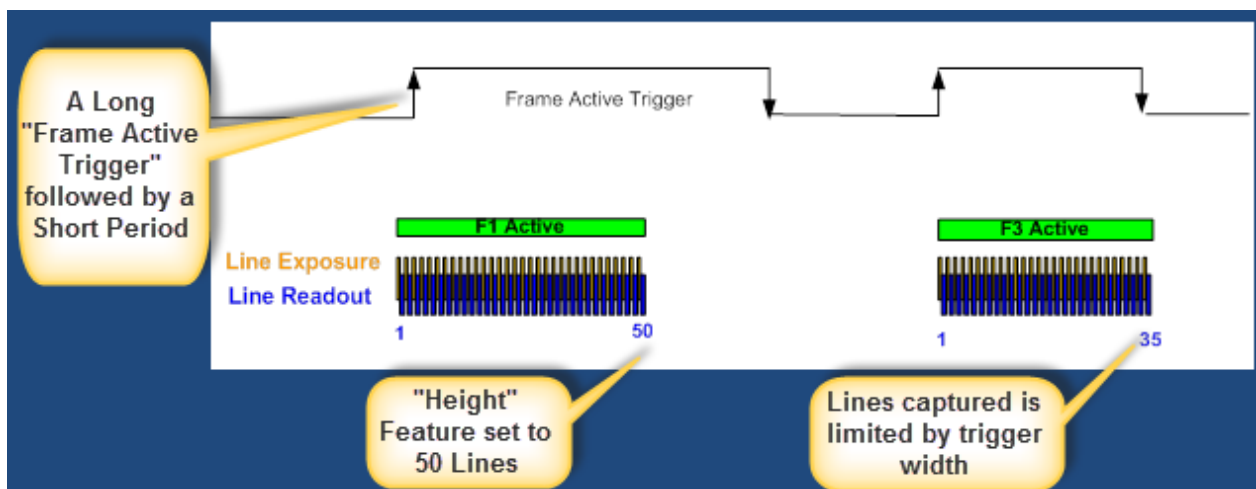 A Long
"Frame Active
Trigger"
followed by a
Short Period
Frame Active Trigger
F1 Active
F3 Active
Line Exposure
Line Readout
1
50
1
35
"Height"
Feature set to
50 Lines
Lines captured is
limited by trigger
width